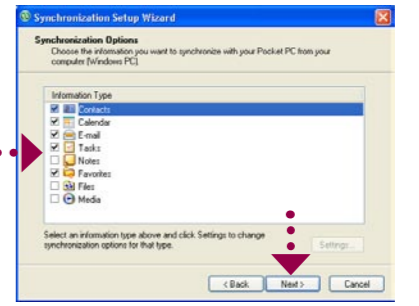 Synchronization Setup Wizard
Synchronization Options
Choose the information you want to synchronize with your Pocket PC from your
computer (Windows PC)
Information Type
Contacts
Calendar
E-mail
Tasks
Notes
Favorites
Files
Media
Select an information type above and click Settings to change
synchronization options for that type.
Settings...
< Back
Next >
Cancel